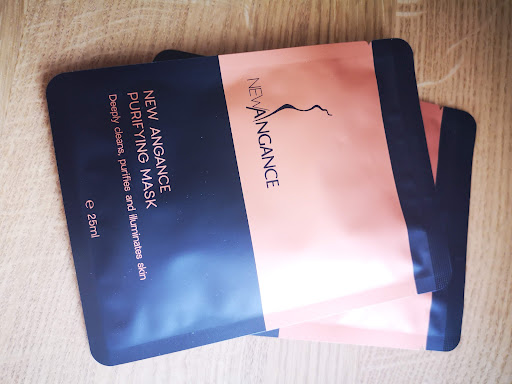 NEWANGANCE
NEW ANGANCE
PURIFYING MASK
Deeply cleans, purifies and illuminates skin
e 25ml